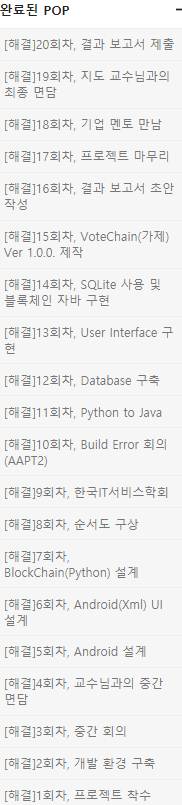 완료된 POP
[해결]20회차, 결과 보고서 제출
[해결]19회차, 지도 교수님과의
최종 면담
[해결]18회차, 기업 멘토 만남
[해결]17회차, 프로젝트 마무리
[해결]16회차, 결과 보고서 초안
작성
[해결]15회차, VoteChain(가제)
Ver 1.0.0. 제작
[해결]14회차, SQLite 사용 및
블록체인 자바 구현
[해결]13회차, User Interface 구
현
[해결]12회차, Database 구축
[해결]11회차, Python to Java
[해결]10회차, Build Error 회의
(AAPT2)
[해결]9회차, 한국IT서비스학회
[해결]8회차, 순서도 구상
[해결]7회차,
BlockChain(Python) 설계
[해결]6회차, Android(Xml) UI
설계
[해결]5회차, Android 설계
[해결]4회차, 교수님과의 중간
면담
[해결]3회차, 중간 회의
[해결]2회차, 개발 환경 구축
[해결]1회차, 프로젝트 착수